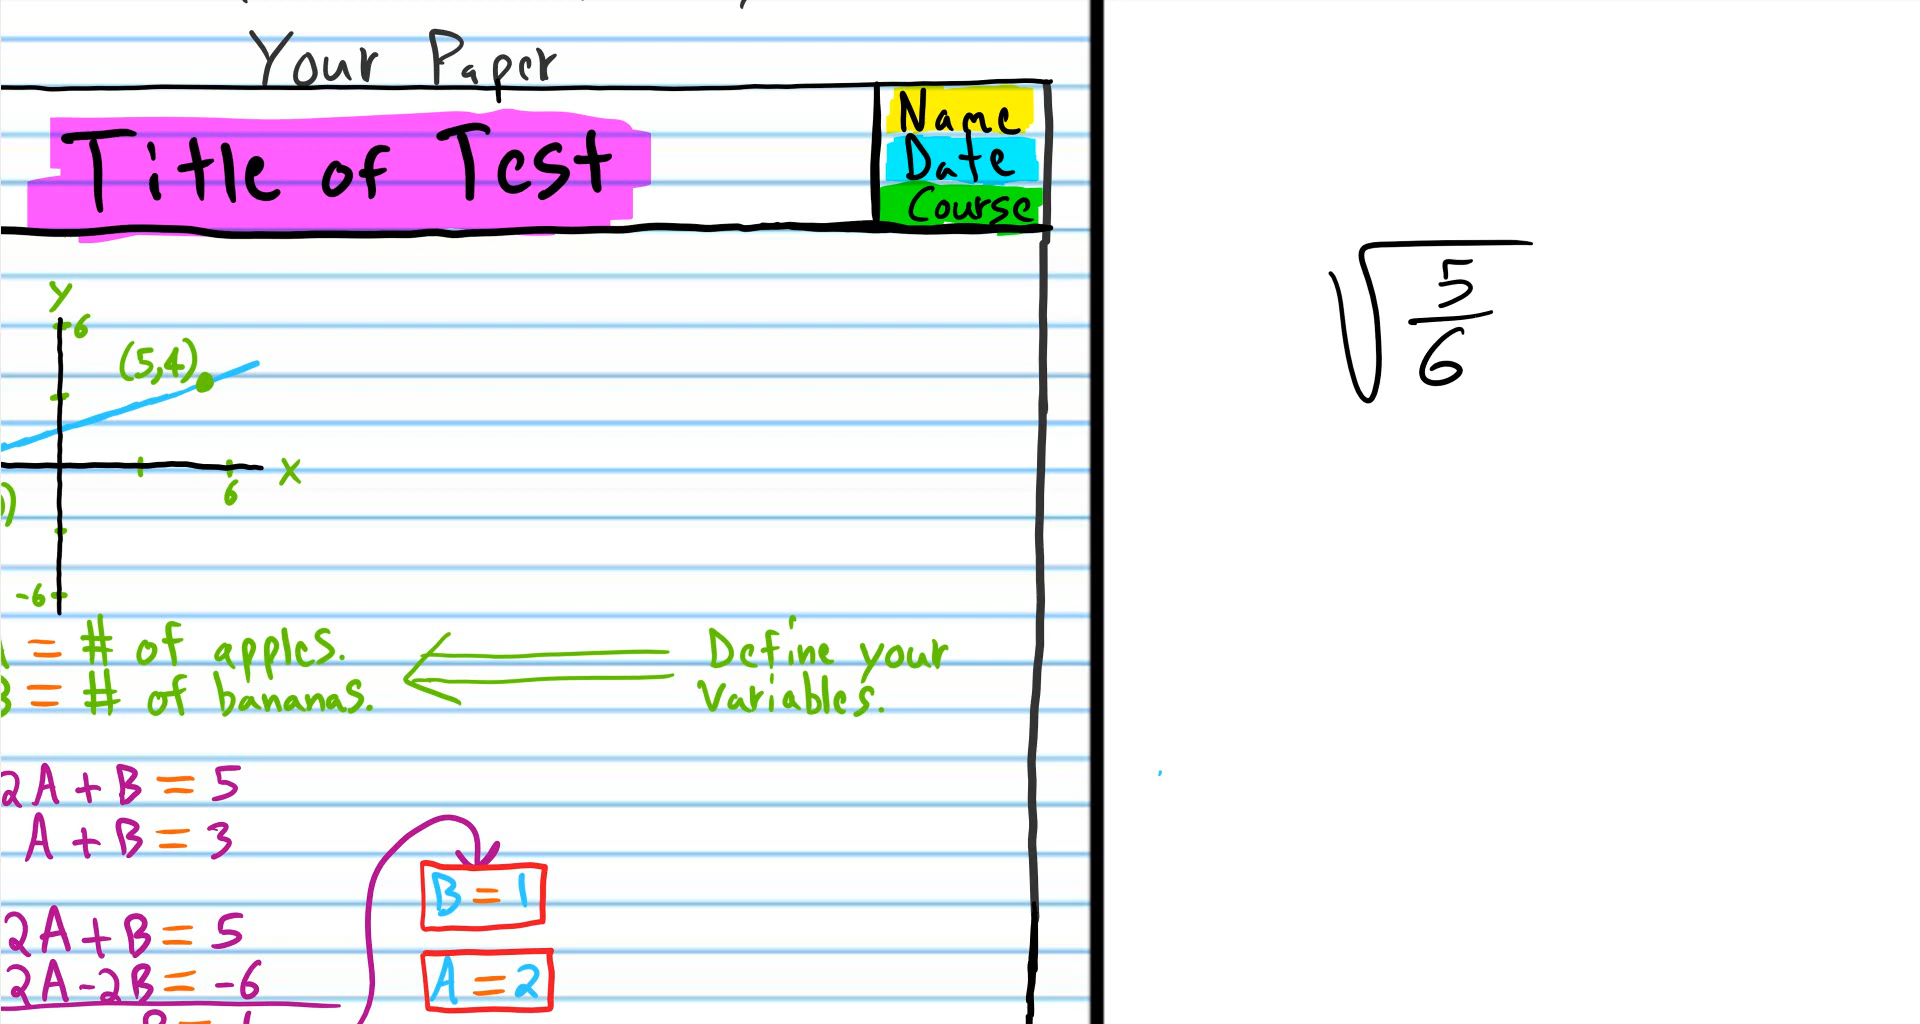 Your Paper
Title of Test
Name
Date
Course
y
6
(5,4)
x
6
)
-6
= # of apples.
B = # of bananas.
Define your
variables.
2A + B = 5
A + B = 3
B = 1
2A + B = 5
2A - 2B = -6
A = 2
√(5/6)